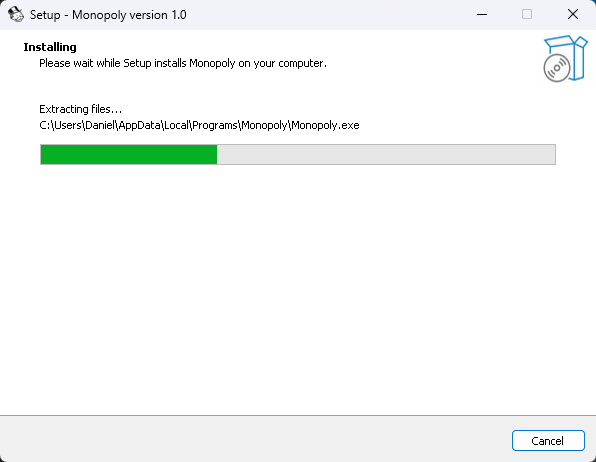 Setup - Monopoly version 1.0
Installing
Please wait while Setup installs Monopoly on your computer.
Extracting files...
C:\Users\Daniel\AppData\Local\Programs\Monopoly\Monopoly.exe
Cancel